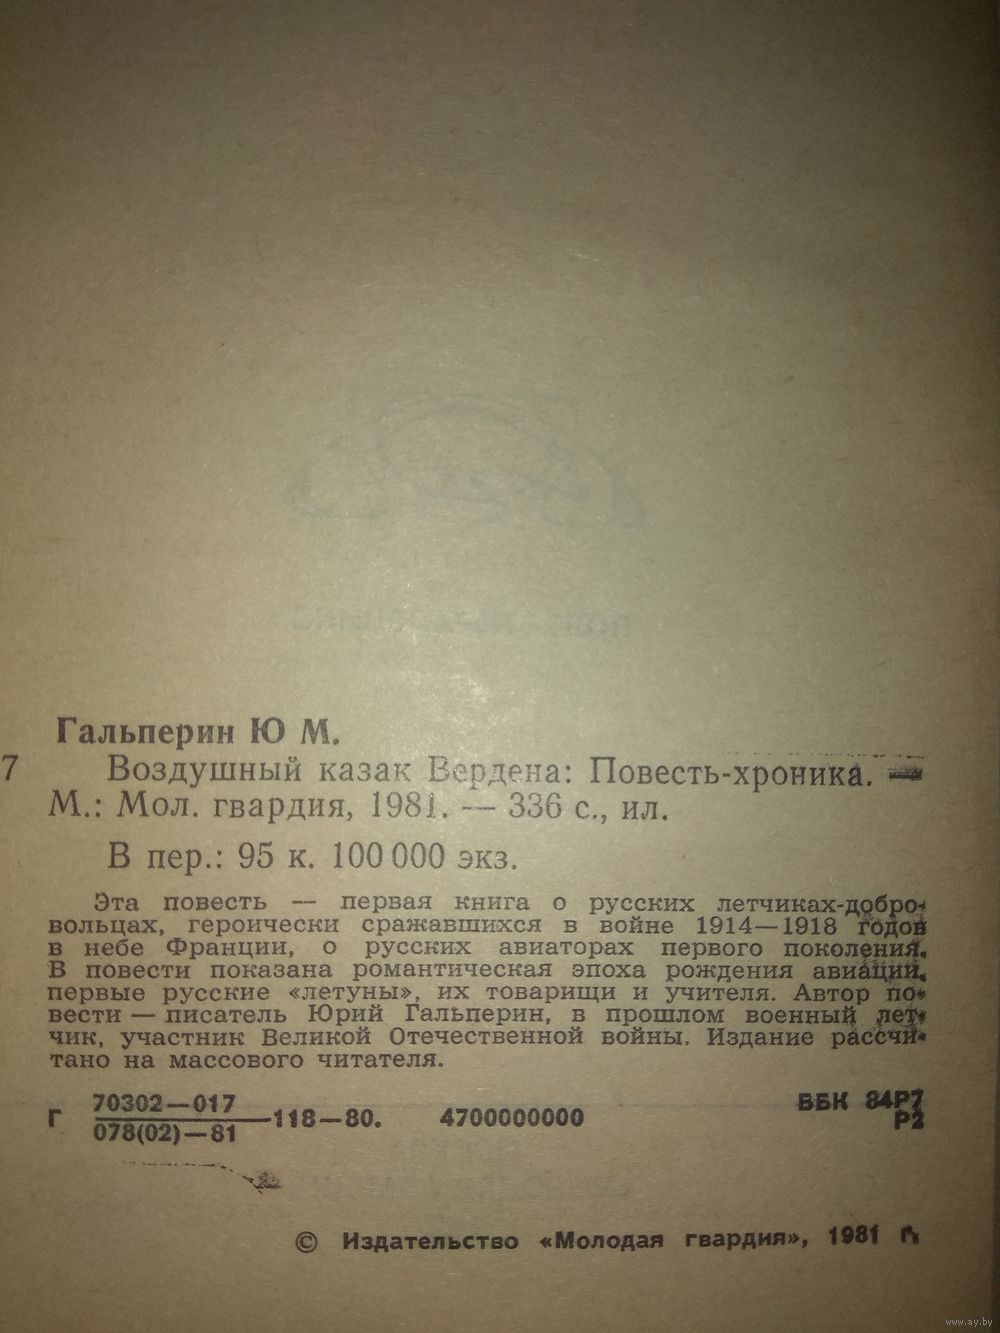 Гальперин Ю М.
7 Воздушный казак Вердена: Повесть-хроника. —
М.: Мол. гвардия, 1981. — 336 с., ил.
В пер.: 95 к. 100 000 экз.
Эта повесть — первая книга о русских летчиках-добро-
вольцах, героически сражавшихся в войне 1914—1918 годов
в небе Франции, о русских авиаторах первого поколения.
В повести показана романтическая эпоха рождения авиации,
первые русские «летуны», их товарищи и учителя. Автор по-
вести — писатель Юрий Гальперин, в прошлом военный лет-
чик, участник Великой Отечественной войны. Издание рассчи-
тано на массового читателя.
70302—017 ББК 84Р7
Г ———118—80. 4700000000
078(02)—81 Р2
© Издательство «Молодая гвардия», 1981 г.
www.ay.by